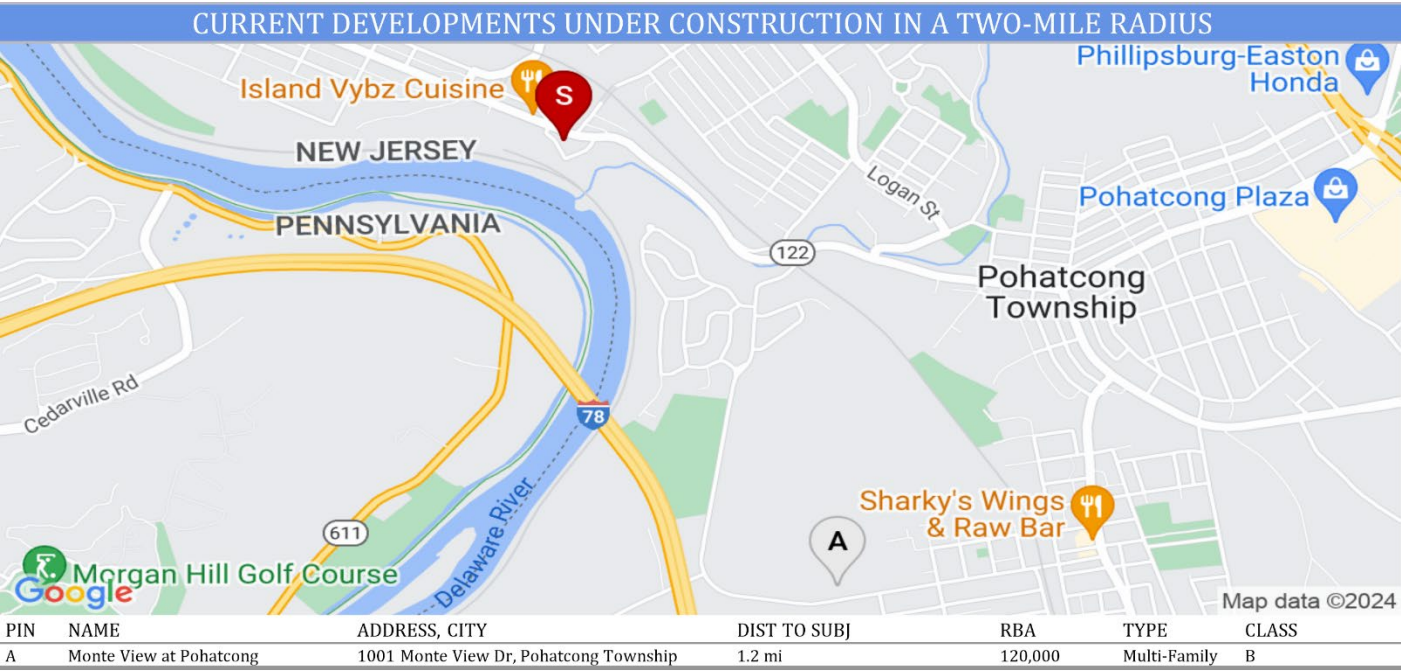 CURRENT DEVELOPMENTS UNDER CONSTRUCTION IN A TWO-MILE RADIUS
Phillipsburg-Easton
Honda
Island Vybz Cuisine
S
NEW JERSEY
Logan St
Pohatcong Plaza
PENNSYLVANIA
122
Pohatcong
Township
Cedarville Rd
78
Sharky's Wings
& Raw Bar
Delaware River
611
A
Morgan Hill Golf Course
Google
Map data ©2024
PIN NAME ADDRESS, CITY DIST TO SUBJ RBA TYPE CLASS
A Monte View at Pohatcong 1001 Monte View Dr, Pohatcong Township 1.2 mi 120,000 Multi-Family B